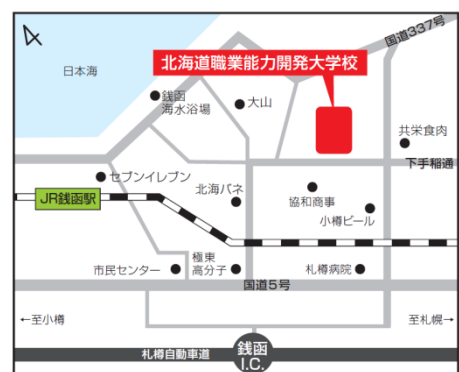 国道337号
日本海
北海道職業能力開発大学校
銭函
海水浴場
大山
共栄食肉
下手稲通
セブンイレブン
JR銭函駅
北海バネ
協和商事
小樽ビール
市民センター
極東
高分子
札樽病院
国道5号
←至小樽
至札幌→
札樽自動車道
銭函
I.C.